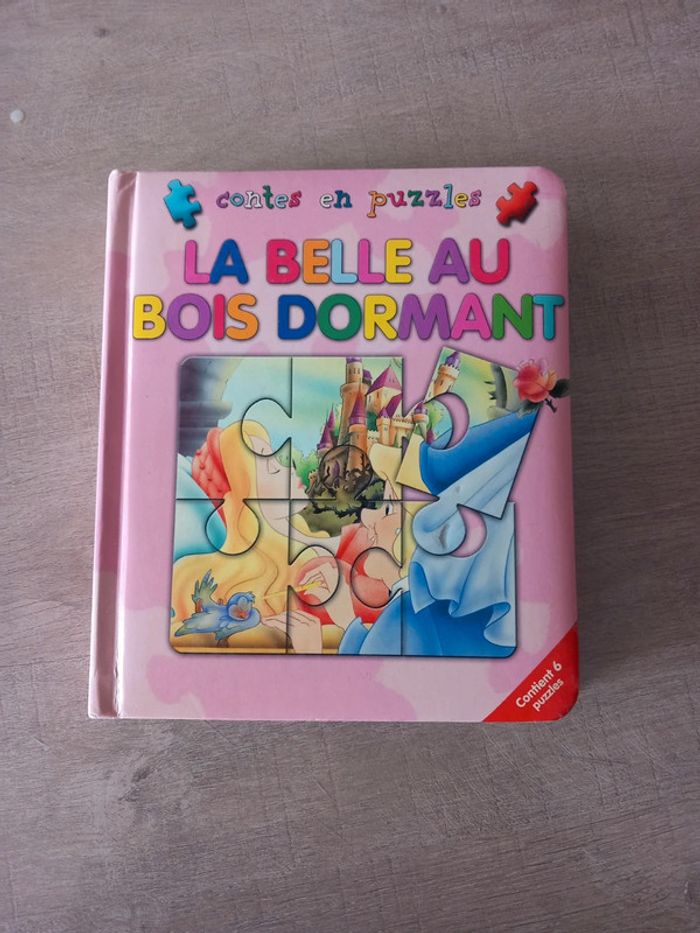 contes en puzzles
LA BELLE AU
BOIS DORMANT
Contient 6
puzzles